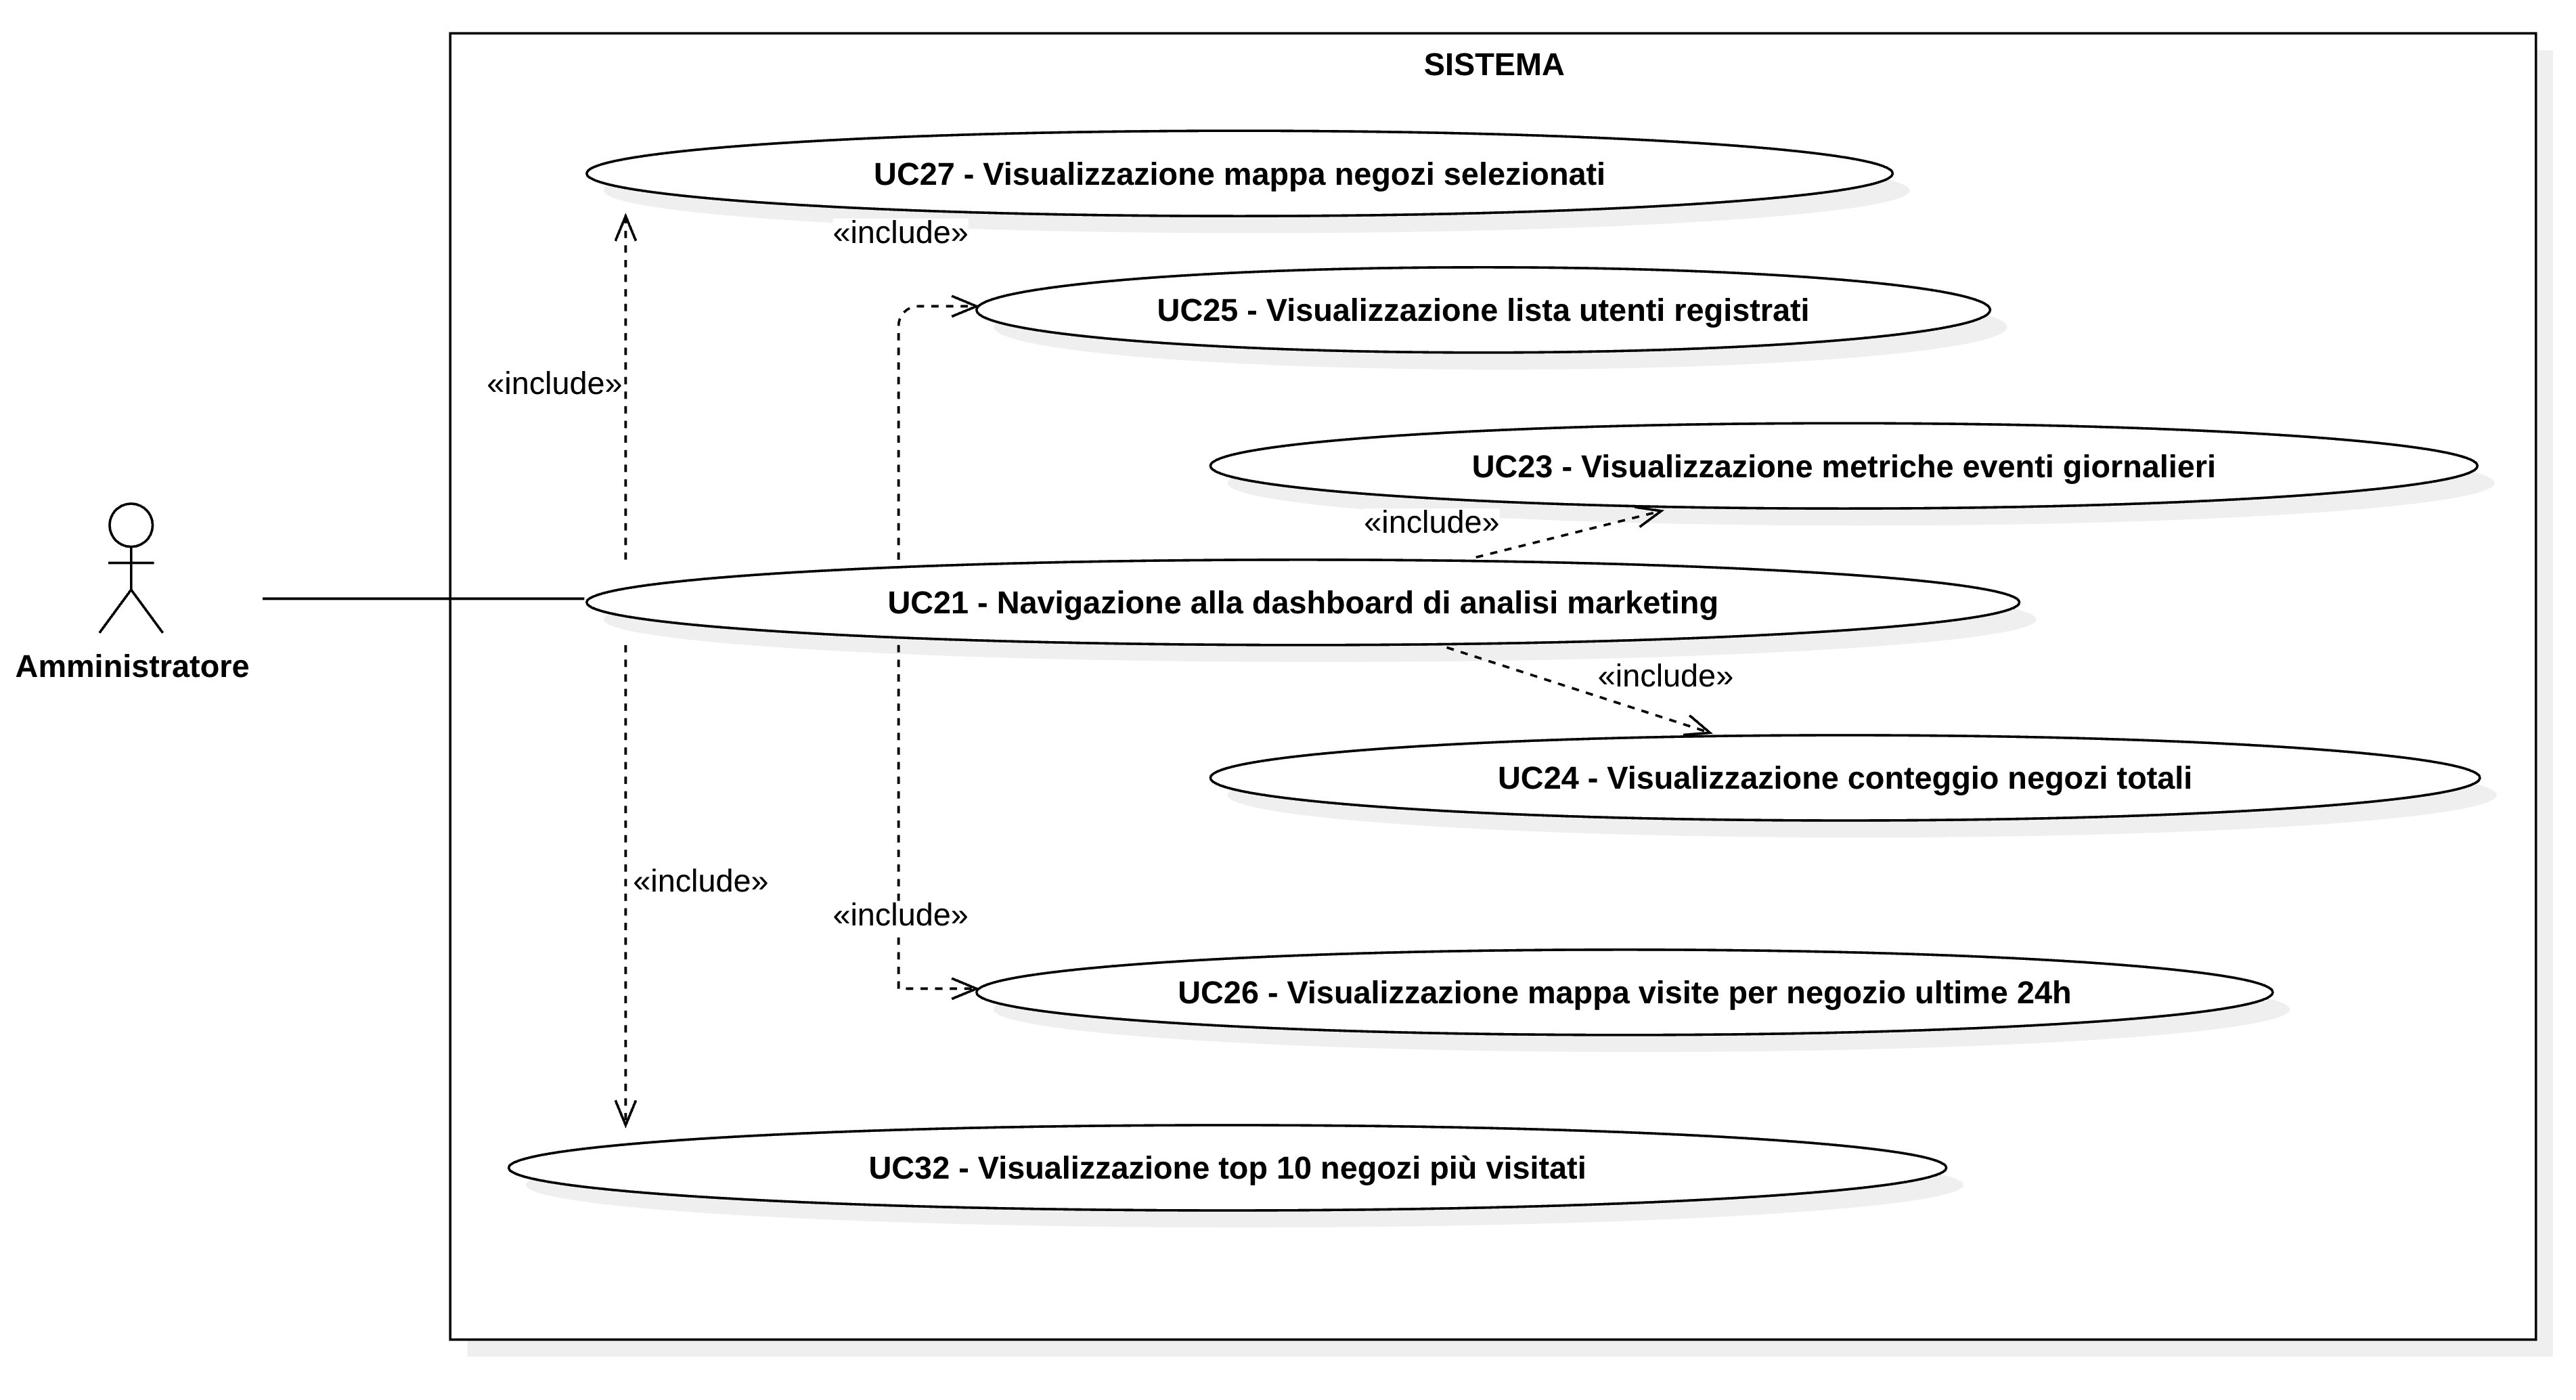 SISTEMA
UC27 - Visualizzazione mappa negozi selezionati
«include»
UC25 - Visualizzazione lista utenti registrati
«include»
UC23 - Visualizzazione metriche eventi giornalieri
«include»
UC21 - Navigazione alla dashboard di analisi marketing
Amministratore
«include»
UC24 - Visualizzazione conteggio negozi totali
«include»
«include»
UC26 - Visualizzazione mappa visite per negozio ultime 24h
UC32 - Visualizzazione top 10 negozi più visitati